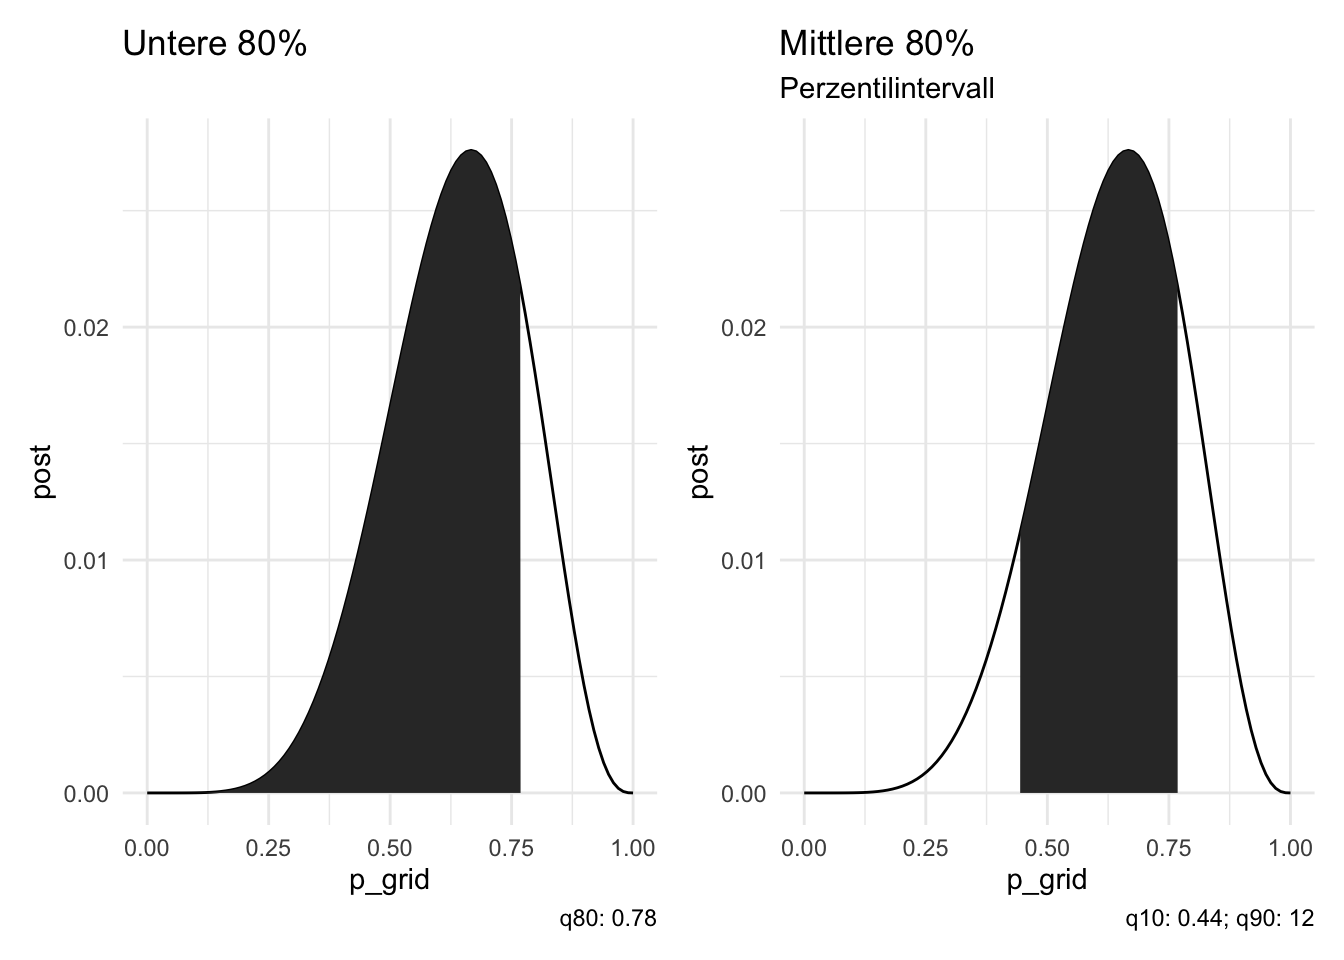 Untere 80%
post
0.02
0.01
0.00
0.00 0.25 0.50 0.75 1.00
p_grid
q80: 0.78
Mittlere 80%
Perzentilintervall
post
0.02
0.01
0.00
0.00 0.25 0.50 0.75 1.00
p_grid
q10: 0.44; q90: 12